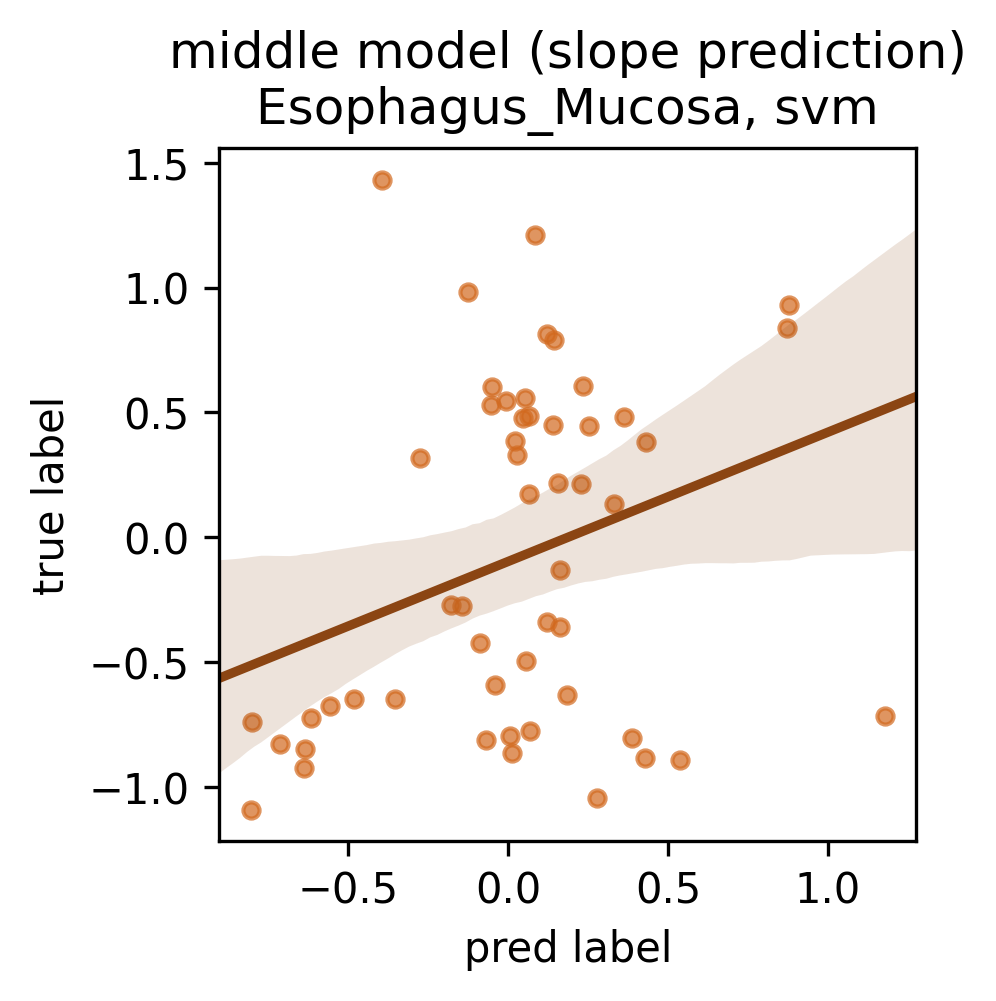 middle model (slope prediction)
Esophagus_Mucosa, svm
1.5
1.0
0.5
0.0
−0.5
−1.0
true label
−0.5 0.0 0.5 1.0
pred label